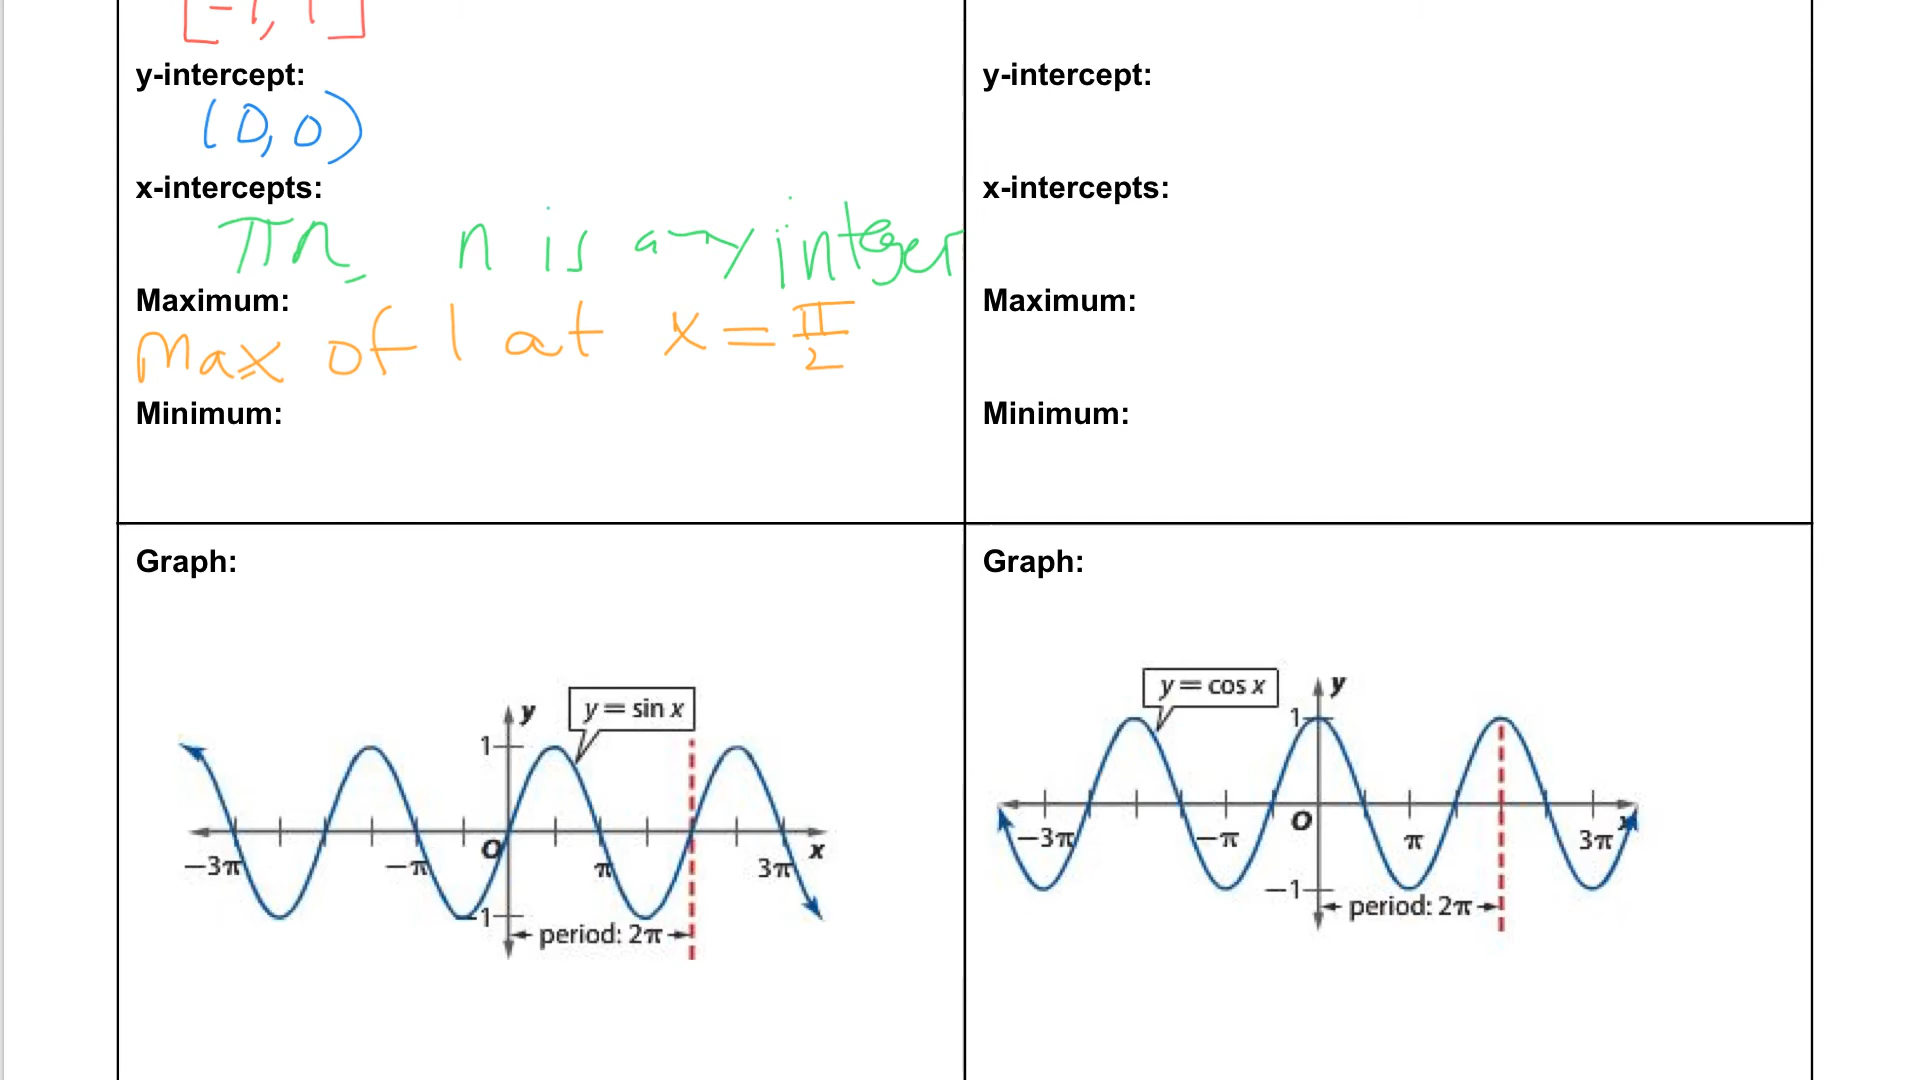 [-1, 1]
y-intercept:
(0,0)
x-intercepts:
πn, n is any integer
Maximum:
Max of 1 at x = π/2
Minimum:
y-intercept:
x-intercepts:
Maximum:
Minimum:
Graph:
y = sin x
y
1
−3π
−π
O
π
3π
x
−1
period: 2π
Graph:
y = cos x
y
1
−3π
−π
O
π
3π
x
−1
period: 2π